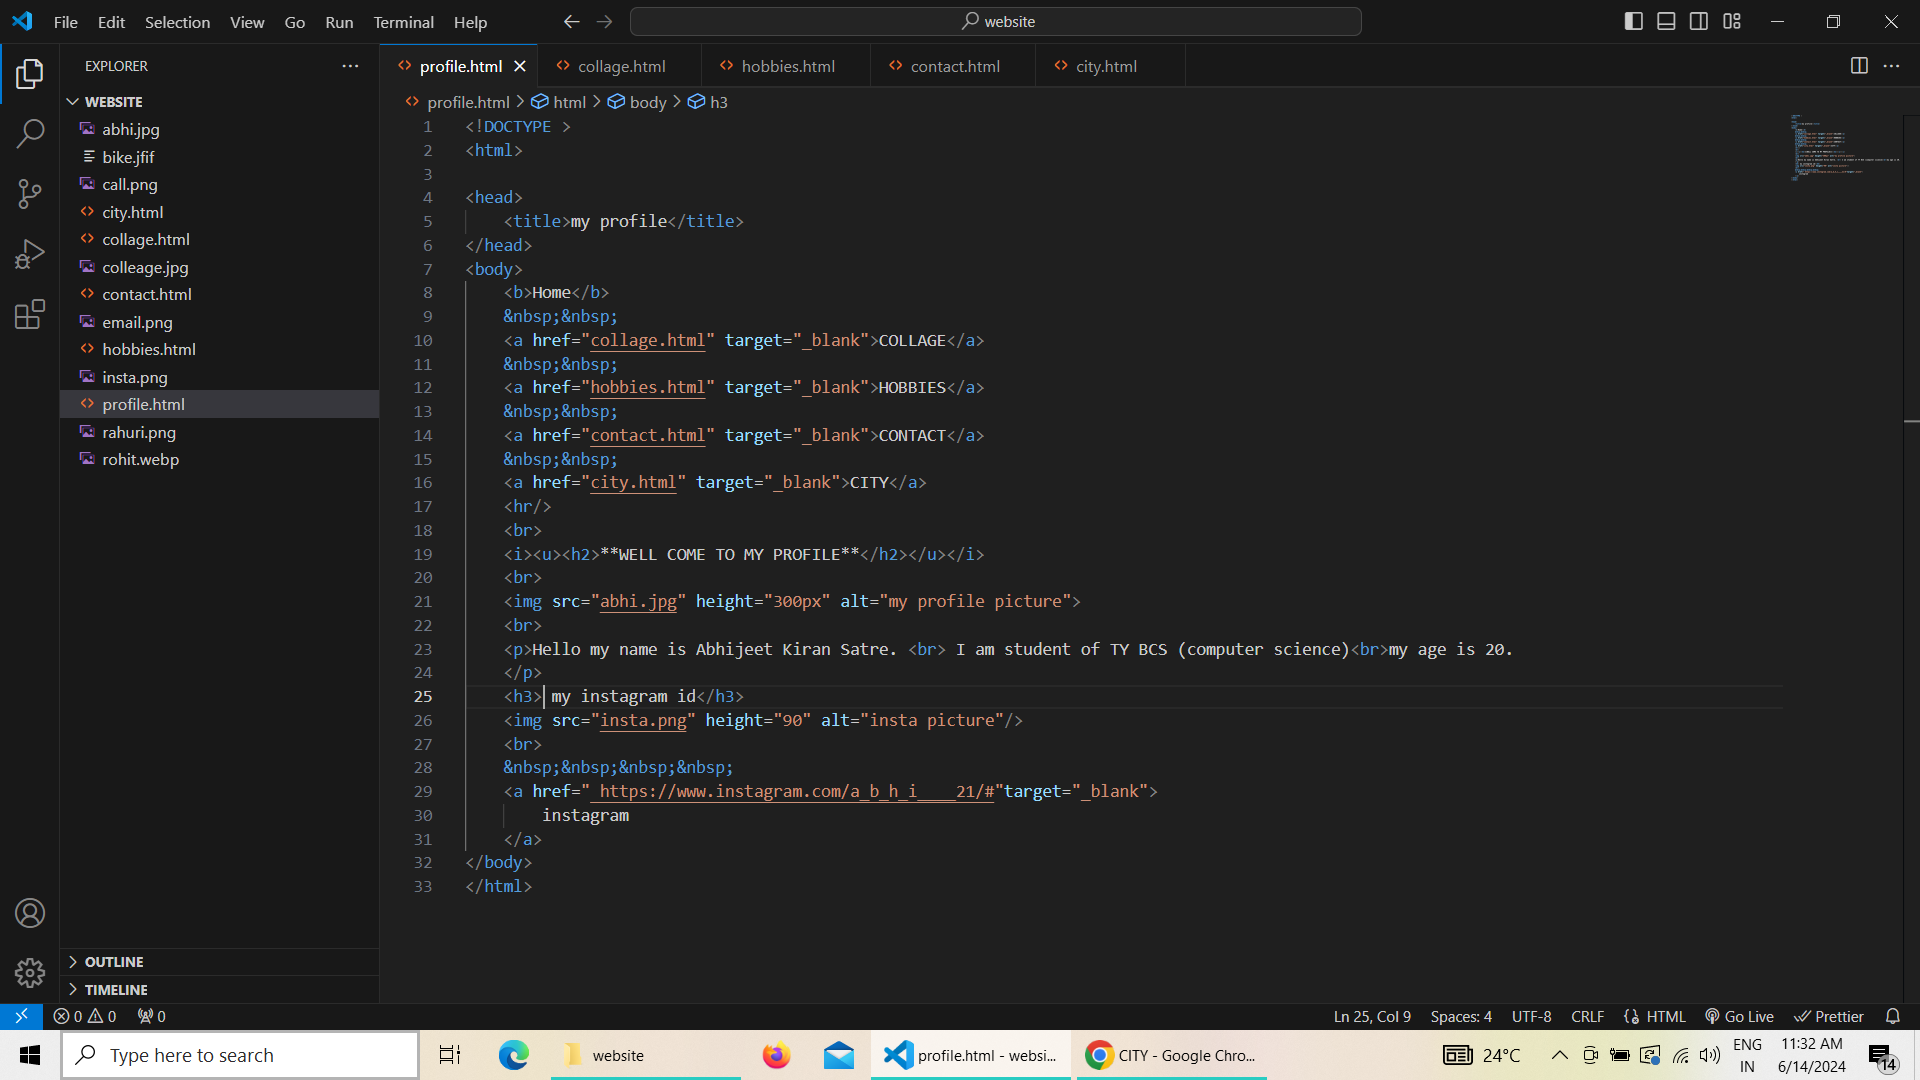 File Edit Selection View Go Run Terminal Help
website
EXPLORER
profile.html
collage.html
hobbies.html
contact.html
city.html
WEBSITE
abhi.jpg
bike.jfif
call.png
city.html
collage.html
colleage.jpg
contact.html
email.png
hobbies.html
insta.png
profile.html
rahuri.png
rohit.webp
OUTLINE
TIMELINE
profile.html > html > body > h3
1 <!DOCTYPE >
2 <html>
3
4 <head>
5 <title>my profile</title>
6 </head>
7 <body>
8 <b>Home</b>
9 &nbsp;&nbsp;
10 <a href="collage.html" target="_blank">COLLAGE</a>
11 &nbsp;&nbsp;
12 <a href="hobbies.html" target="_blank">HOBBIES</a>
13 &nbsp;&nbsp;
14 <a href="contact.html" target="_blank">CONTACT</a>
15 &nbsp;&nbsp;
16 <a href="city.html" target="_blank">CITY</a>
17 <hr/>
18 <br>
19 <i><u><h2>**WELL COME TO MY PROFILE**</h2></u></i>
20 <br>
21 <img src="abhi.jpg" height="300px" alt="my profile picture">
22 <br>
23 <p>Hello my name is Abhijeet Kiran Satre. <br> I am student of TY BCS (computer science)<br>my age is 20.
24 </p>
25 <h3> my instagram id</h3>
26 <img src="insta.png" height="90" alt="insta picture"/>
27 <br>
28 &nbsp;&nbsp;&nbsp;&nbsp;
29 <a href=" https://www.instagram.com/a_b_h_i____21/#"target="_blank">
30 instagram
31 </a>
32 </body>
33 </html>
0 0 0
Ln 25, Col 9 Spaces: 4 UTF-8 CRLF HTML Go Live Prettier
Type here to search
website
profile.html - websi...
CITY - Google Chro...
24°C
ENG
IN
11:32 AM
6/14/2024
14